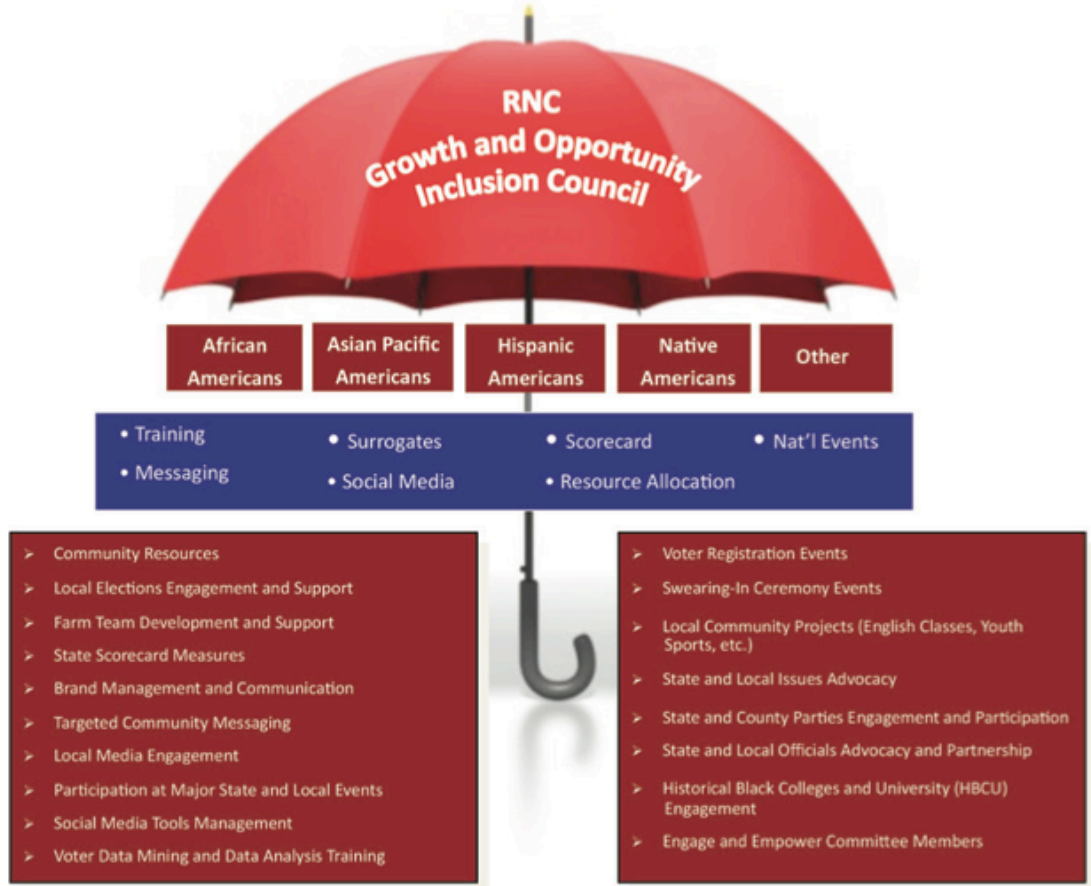 RNC
Growth and Opportunity
Inclusion Council
African
Americans
Asian Pacific
Americans
Hispanic
Americans
Native
Americans
Other
• Training
• Messaging
• Surrogates
• Social Media
• Scorecard
• Resource Allocation
• Nat'l Events
➢ Community Resources
➢ Local Elections Engagement and Support
➢ Farm Team Development and Support
➢ State Scorecard Measures
➢ Brand Management and Communication
➢ Targeted Community Messaging
➢ Local Media Engagement
➢ Participation at Major State and Local Events
➢ Social Media Tools Management
➢ Voter Data Mining and Data Analysis Training
➢ Voter Registration Events
➢ Swearing-In Ceremony Events
➢ Local Community Projects (English Classes, Youth
Sports, etc.)
➢ State and Local Issues Advocacy
➢ State and County Parties Engagement and Participation
➢ State and Local Officials Advocacy and Partnership
➢ Historical Black Colleges and University (HBCU)
Engagement
➢ Engage and Empower Committee Members